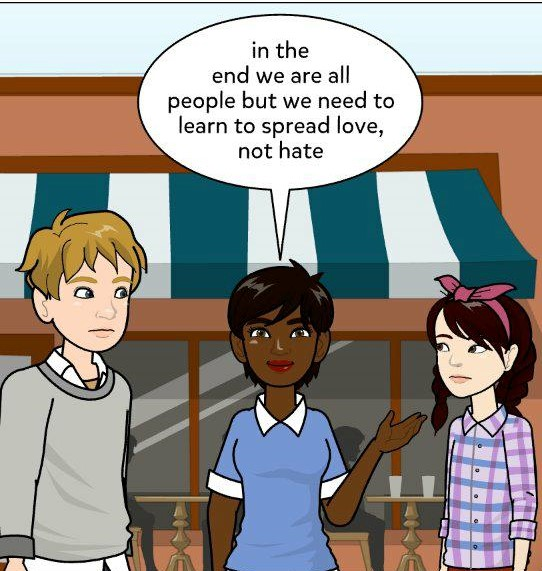 in the
end we are all
people but we need to
learn to spread love,
not hate